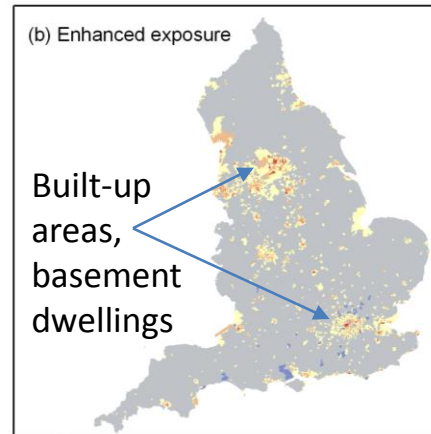 (b) Enhanced exposure
Built-up
areas,
basement
dwellings